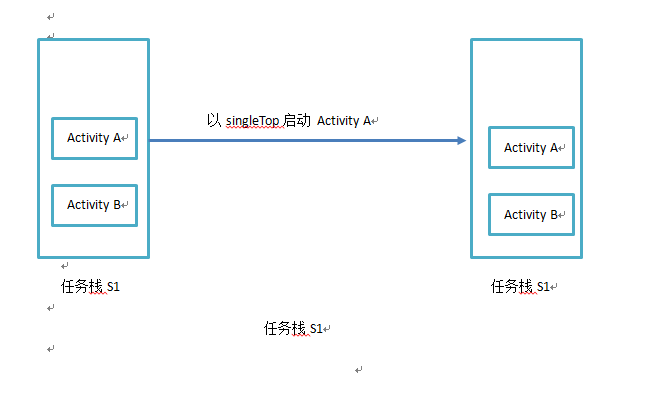 以 singleTop 启动 Activity A
Activity A
Activity B
Activity A
Activity B
任务栈 S1
任务栈 S1
任务栈 S1